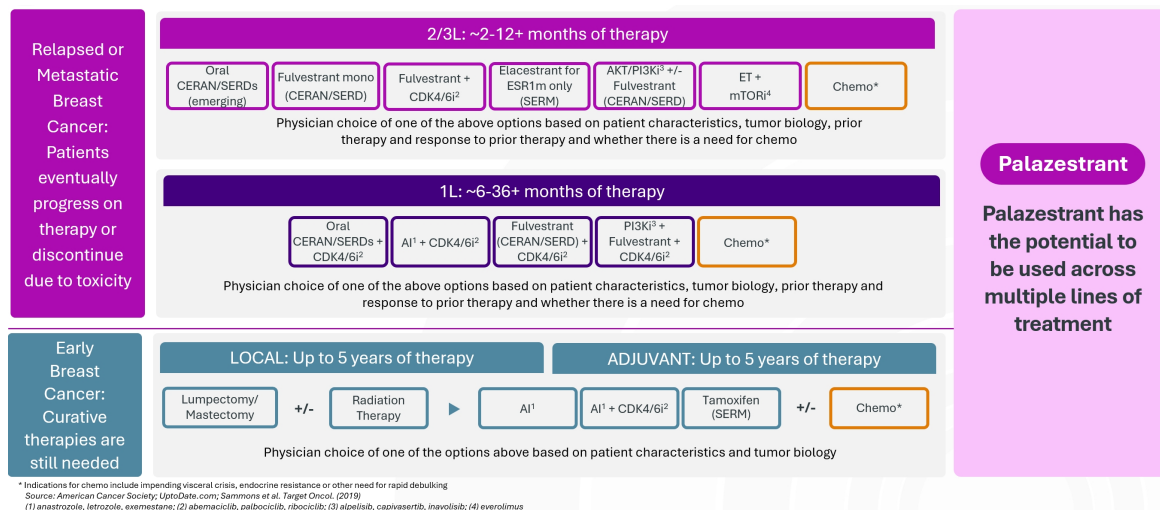 Relapsed or
Metastatic
Breast
Cancer:
Patients
eventually
progress on
therapy or
discontinue
due to toxicity
2/3L: ~2-12+ months of therapy
Oral
CERAN/SERDs
(emerging)
Fulvestrant mono
(CERAN/SERD)
Fulvestrant +
CDK4/6i²
Elacestrant for
ESR1m only
(SERM)
AKT/PI3Ki³ +/-
Fulvestrant
(CERAN/SERD)
ET +
mTORi⁴
Chemo*
Physician choice of one of the above options based on patient characteristics, tumor biology, prior
therapy and response to prior therapy and whether there is a need for chemo
1L: ~6-36+ months of therapy
Oral
CERAN/SERDs +
CDK4/6i²
AI¹ + CDK4/6i²
Fulvestrant
(CERAN/SERD) +
CDK4/6i²
PI3Ki³ +
Fulvestrant +
CDK4/6i²
Chemo*
Physician choice of one of the above options based on patient characteristics, tumor biology, prior therapy and
response to prior therapy and whether there is a need for chemo
Palazestrant
Palazestrant has
the potential to
be used across
multiple lines of
treatment
Early
Breast
Cancer:
Curative
therapies are
still needed
LOCAL: Up to 5 years of therapy
ADJUVANT: Up to 5 years of therapy
Lumpectomy/
Mastectomy
+/-
Radiation
Therapy
AI¹
AI¹ + CDK4/6i²
Tamoxifen
(SERM)
+/-
Chemo*
Physician choice of one of the options above based on patient characteristics and tumor biology
* Indications for chemo include impending visceral crisis, endocrine resistance or other need for rapid debulking
Source: American Cancer Society; UptoDate.com; Sammons et al. Target Oncol. (2019)
(1) anastrozole, letrozole, exemestane; (2) abemaciclib, palbociclib, ribociclib; (3) alpelisib, capivasertib, inavolisib; (4) everolimus